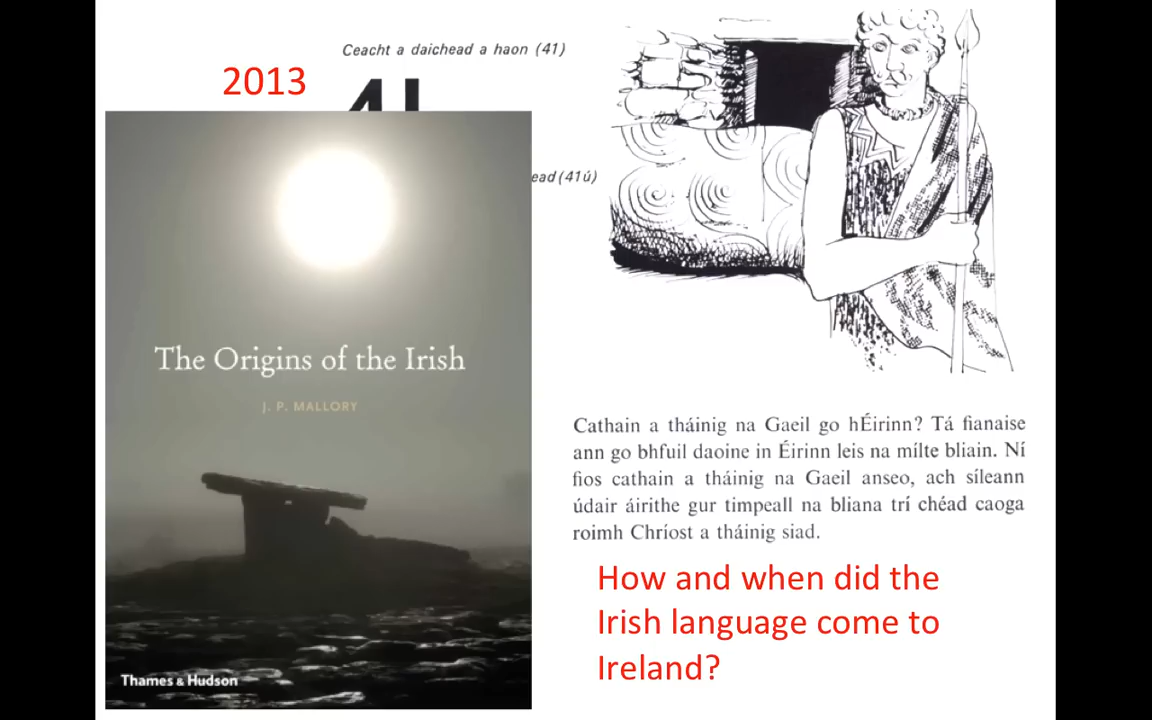 Ceacht a daichead a haon (41)
2013
41
ead (41ú)
The Origins of the Irish
J. P. MALLORY
Thames & Hudson
Cathain a tháinig na Gaeil go hÉirinn? Tá fianaise
ann go bhfuil daoine in Éirinn leis na mílte bliain. Ní
fios cathain a tháinig na Gaeil anseo, ach síleann
údair áirithe gur timpeall na bliana trí chéad caoga
roimh Chríost a tháinig siad.
How and when did the
Irish language come to
Ireland?